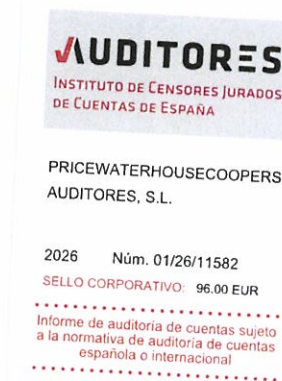 AUDITORES
INSTITUTO DE CENSORES JURADOS
DE CUENTAS DE ESPAÑA
PRICEWATERHOUSECOOPERS
AUDITORES, S.L.
2026 Núm. 01/26/11582
SELLO CORPORATIVO: 96.00 EUR
Informe de auditoría de cuentas sujeto
a la normativa de auditoría de cuentas
española o internacional